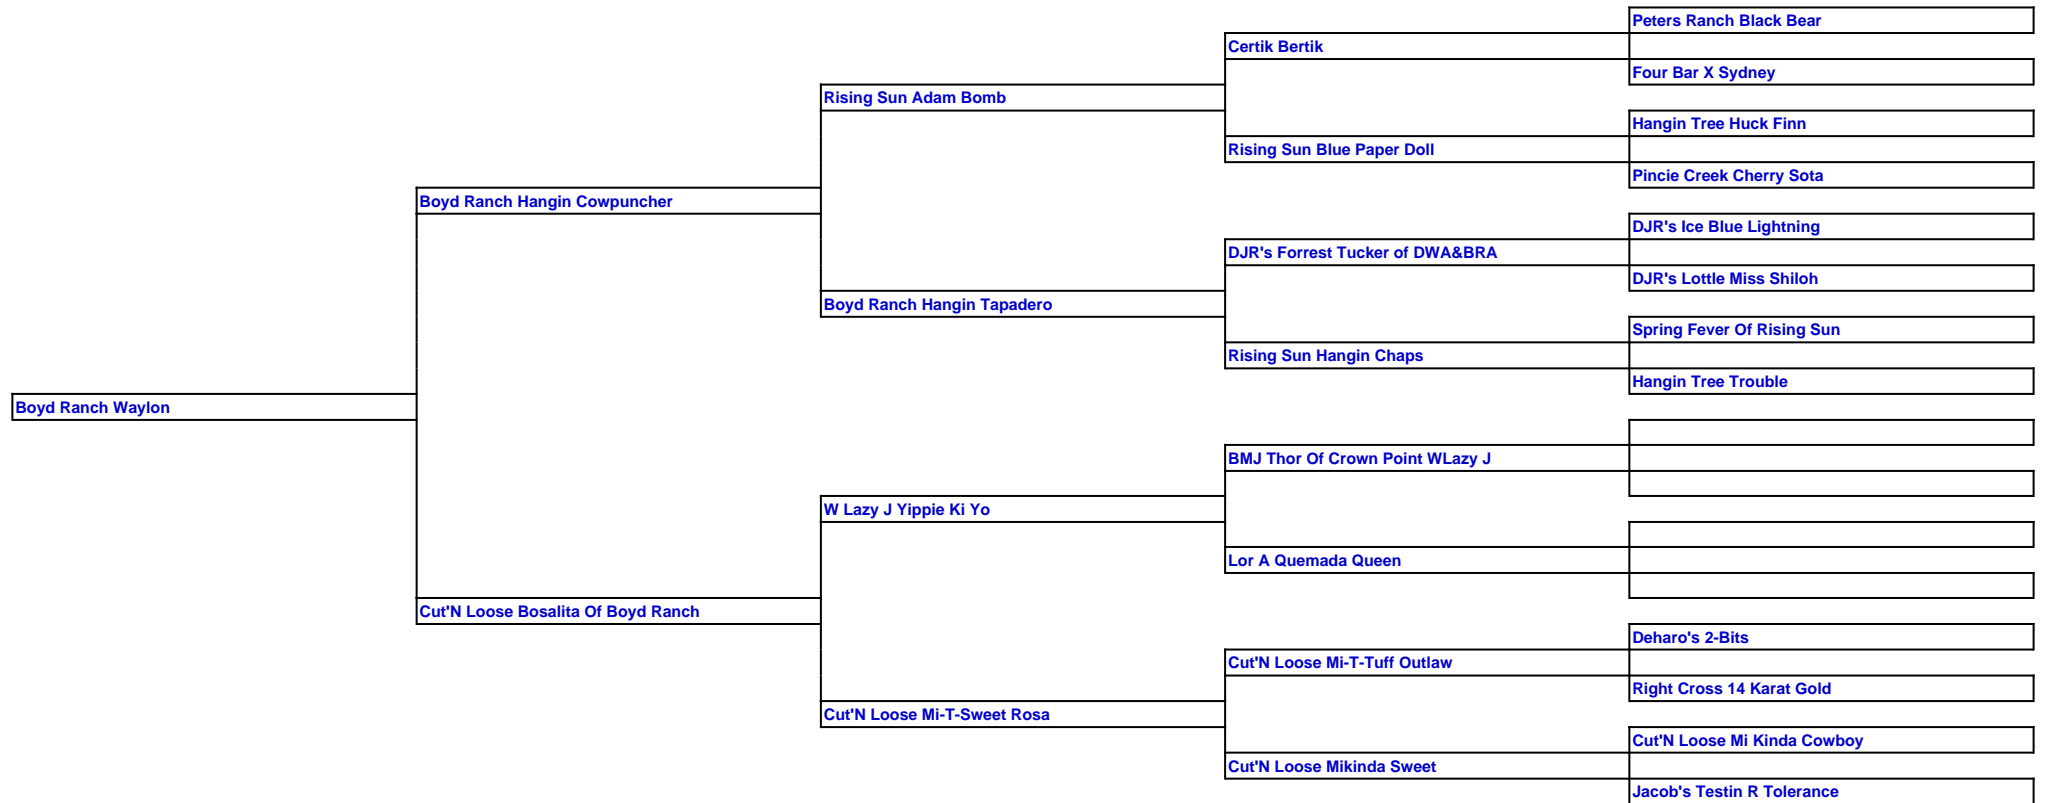 Peters Ranch Black Bear
Certik Bertik
Four Bar X Sydney
Rising Sun Adam Bomb
Hangin Tree Huck Finn
Rising Sun Blue Paper Doll
Pincie Creek Cherry Sota
Boyd Ranch Hangin Cowpuncher
DJR's Ice Blue Lightning
DJR's Forrest Tucker of DWA&BRA
DJR's Lottle Miss Shiloh
Boyd Ranch Hangin Tapadero
Spring Fever Of Rising Sun
Rising Sun Hangin Chaps
Hangin Tree Trouble
Boyd Ranch Waylon
BMJ Thor Of Crown Point WLazy J
W Lazy J Yippie Ki Yo
Lor A Quemada Queen
Cut'N Loose Bosalita Of Boyd Ranch
Deharo's 2-Bits
Cut'N Loose Mi-T-Tuff Outlaw
Right Cross 14 Karat Gold
Cut'N Loose Mi-T-Sweet Rosa
Cut'N Loose Mi Kinda Cowboy
Cut'N Loose Mikinda Sweet
Jacob's Testin R Tolerance